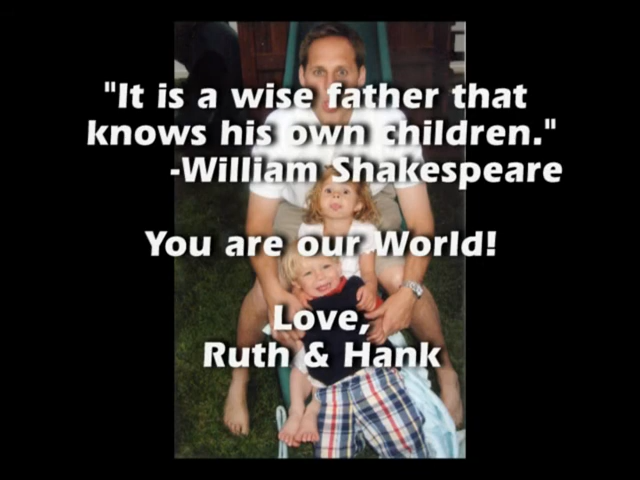 "It is a wise father that
knows his own children."
-William Shakespeare
You are our World!
Love,
Ruth & Hank